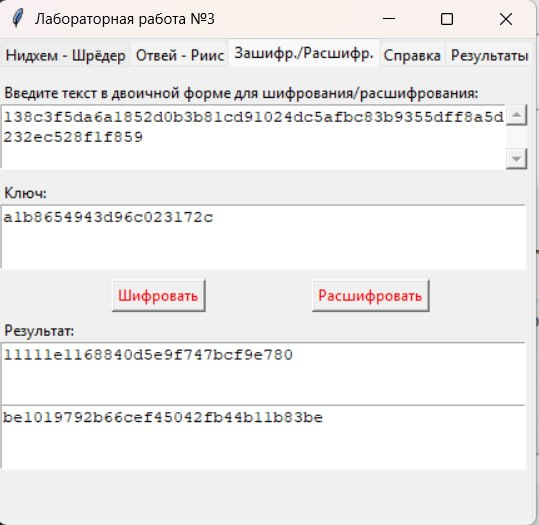 Лабораторная работа №3
Нидхем - Шрёдер Отвей - Риис Зашифр./Расшифр. Справка Результаты
Введите текст в двоичной форме для шифрования/расшифрования:
138c3f5da6a1852d0b3b81cd91024dc5afbc83b9355dff8a5d
232ec528f1f859
Ключ:
a1b8654943d96c023172c
Шифровать Расшифровать
Результат:
11111e1168840d5e9f747bcf9e780
be1019792b66cef45042fb44b11b83be